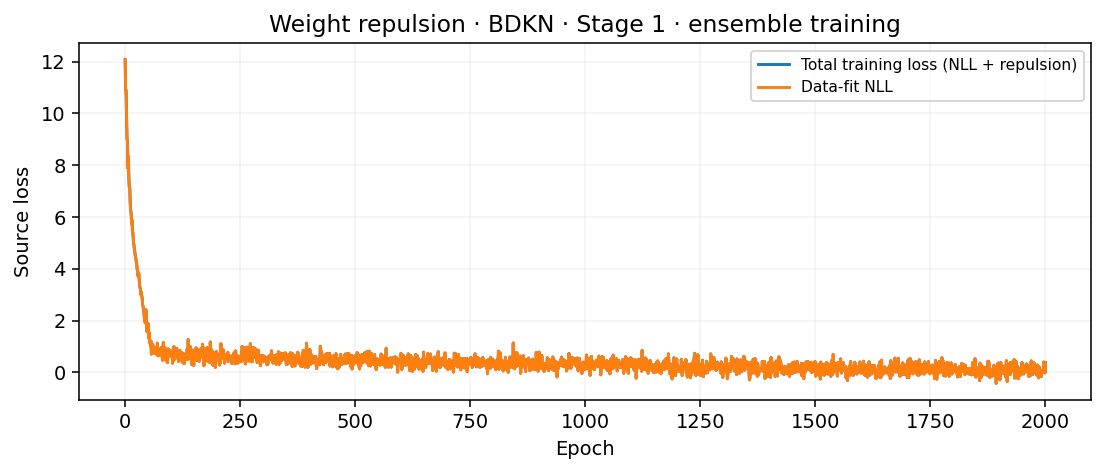 Weight repulsion · BDKN · Stage 1 · ensemble training
Total training loss (NLL + repulsion)
Data-fit NLL
12
10
8
6
4
2
0
Source loss
0 250 500 750 1000 1250 1500 1750 2000
Epoch